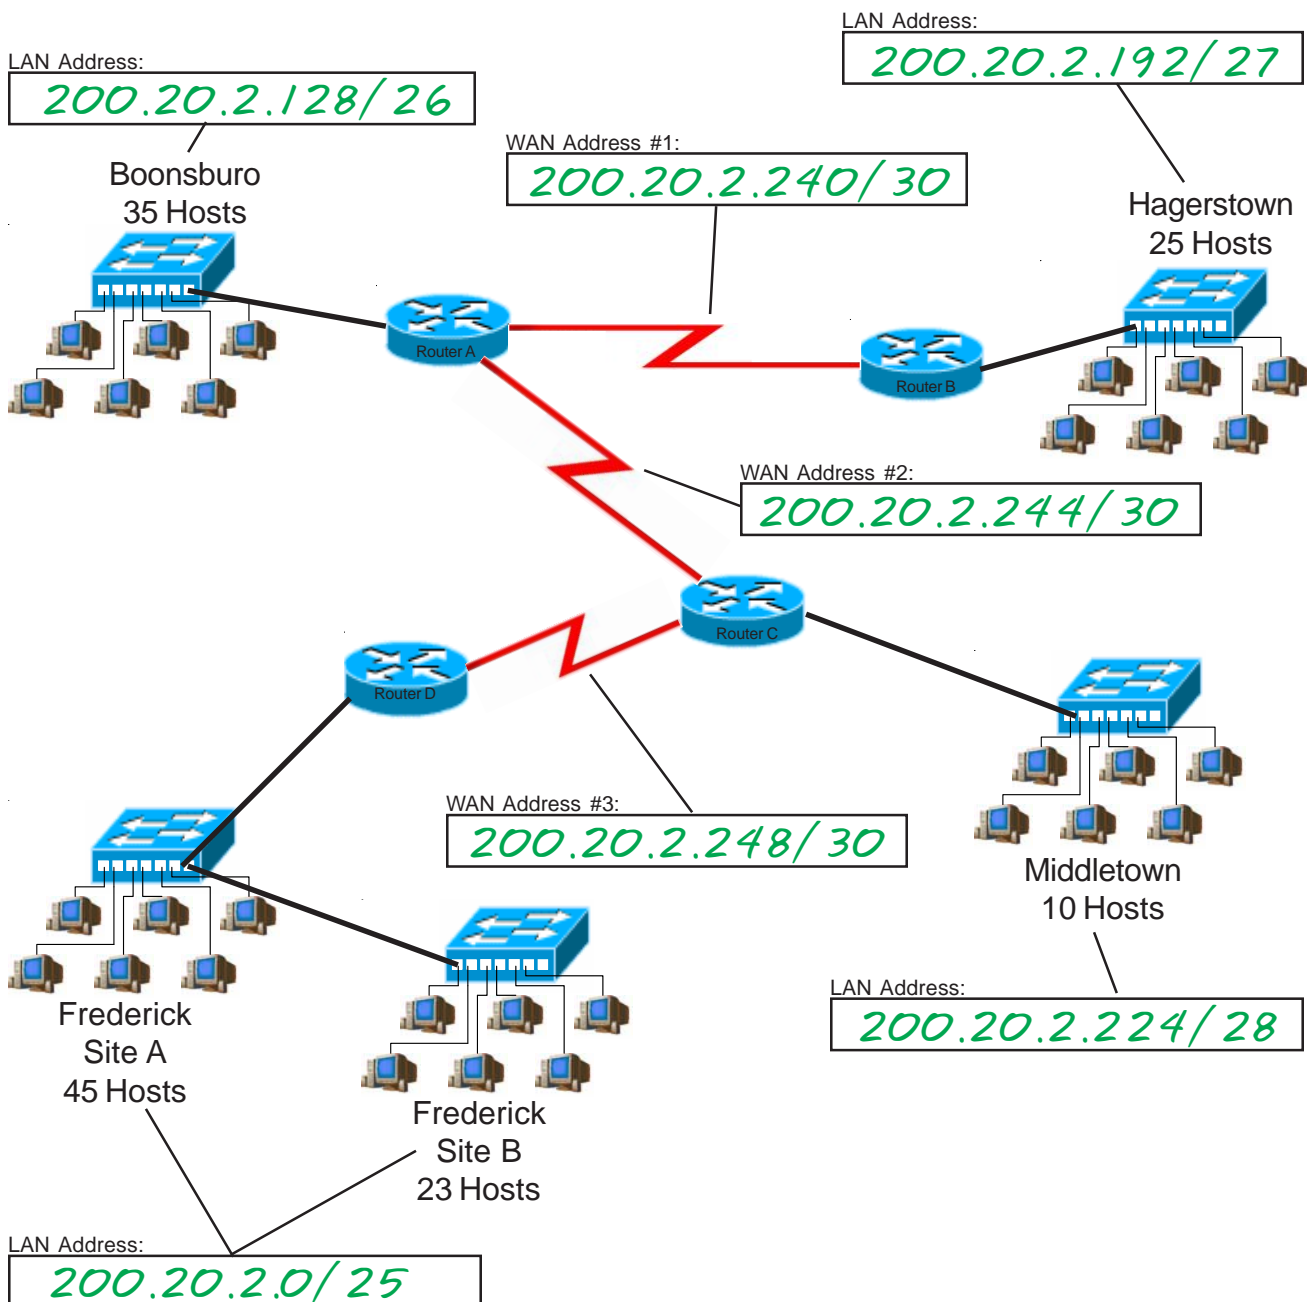 LAN Address:
200.20.2.192/27
LAN Address:
200.20.2.128/26
WAN Address #1:
200.20.2.240/30
Boonsburo
35 Hosts
Hagerstown
25 Hosts
Router A
Router B
WAN Address #2:
200.20.2.244/30
Router C
Router D
WAN Address #3:
200.20.2.248/30
Middletown
10 Hosts
LAN Address:
200.20.2.224/28
Frederick
Site A
45 Hosts
Frederick
Site B
23 Hosts
LAN Address:
200.20.2.0/25